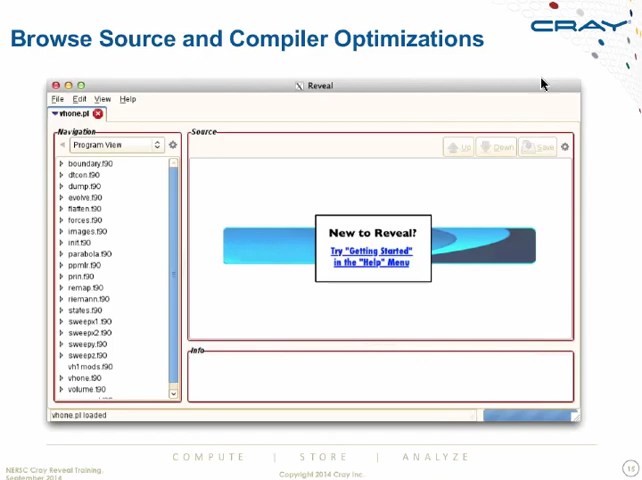 Browse Source and Compiler Optimizations
CRAY
Reveal
File Edit View Help
vhone.pl
Navigation
Program View
boundary.f90
dtcon.f90
dump.f90
evolve.f90
flatten.f90
forces.f90
images.f90
init.f90
parabola.f90
ppmlr.f90
prin.f90
remap.f90
riemann.f90
states.f90
sweepx1.f90
sweepx2.f90
sweepy.f90
sweepz.f90
vh1mods.f90
vhone.f90
volume.f90
Source
Up Down Save
New to Reveal?
Try "Getting Started"
in the "Help" Menu
Info
vhone.pl loaded
COMPUTE | STORE | ANALYZE
NERSC Cray Reveal Training
September 2014
Copyright 2014 Cray Inc.
15